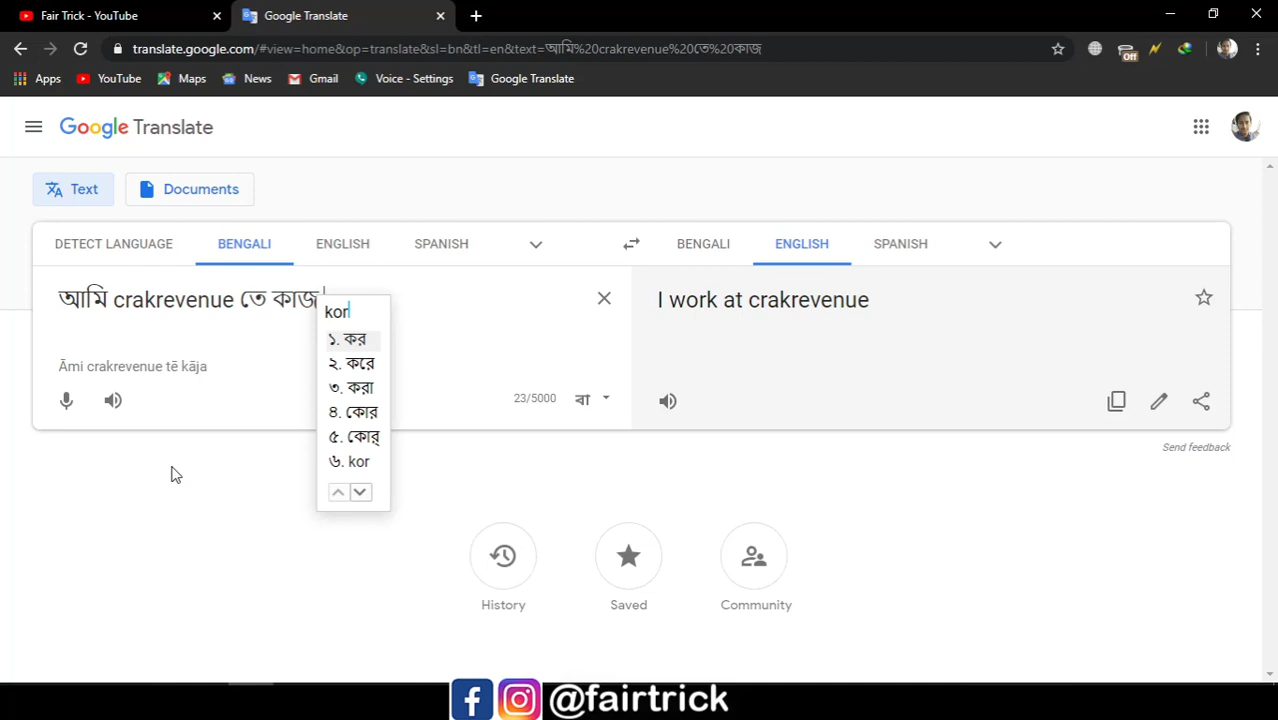 Fair Trick - YouTube
Google Translate
translate.google.com/#view=home&op=translate&sl=bn&tl=en&text=আমি%20crakrevenue%20তে%20কাজ
Off
Apps
YouTube
Maps
News
Gmail
Voice - Settings
Google Translate
Google Translate
Text
Documents
DETECT LANGUAGE
BENGALI
ENGLISH
SPANISH
BENGALI
ENGLISH
SPANISH
আমি crakrevenue তে কাজ
I work at crakrevenue
kor
১. কর
২. করে
৩. করা
৪. কোর
৫. কোর্
৬. kor
Āmi crakrevenue tē kāja
23/5000
বা
Send feedback
History
Saved
Community
@fairtrick